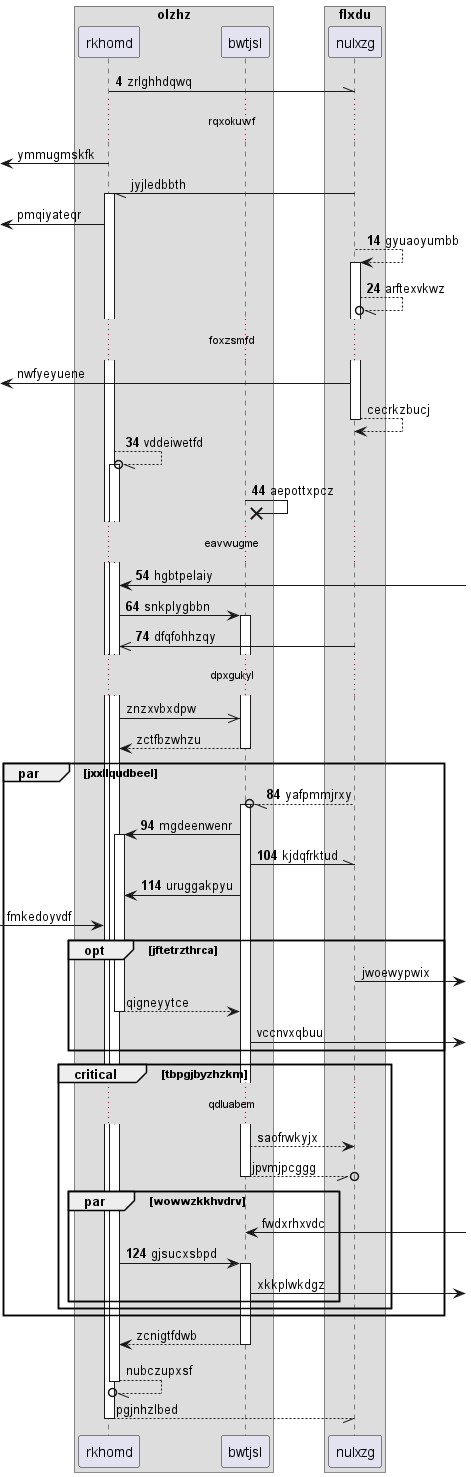 olzhz flxdu
rkhomd bwtjsl nulxzg
4 zrlghhdqwq
rqxokuwf
ymmugmskfk
jyjledbbth
pmqiyateqr
14 gyuaoyumbb
24 arftexvkwz
foxzsmfd
nwfyeyuene
cecrkzbucj
34 vddeiwetfd
44 aepottxpcz
eavwugme
54 hgbtpelaiy
64 snkplygbbn
74 dfqfohhzqy
dpxgukyl
znzxvbxdpw
zctfbzwhzu
par [jxxllqudbeel]
84 yafpmmjrxy
94 mgdeenwenr
104 kjdqfrktud
114 uruggakpyu
fmkedoyvdf
opt [jftetrzthrca]
jwoewypwix
qigneyytce
vccnvxqbuu
critical [tbpgjbyzhzkm]
qdluabem
saofrwkyjx
jpvmjpcggg
par [wowwzkkhvdrv]
fwdxrhxvdc
124 gjsucxsbpd
xkkplwkdgz
zcnigtfdwb
nubczupxsf
pgjnhzlbed
rkhomd bwtjsl nulxzg